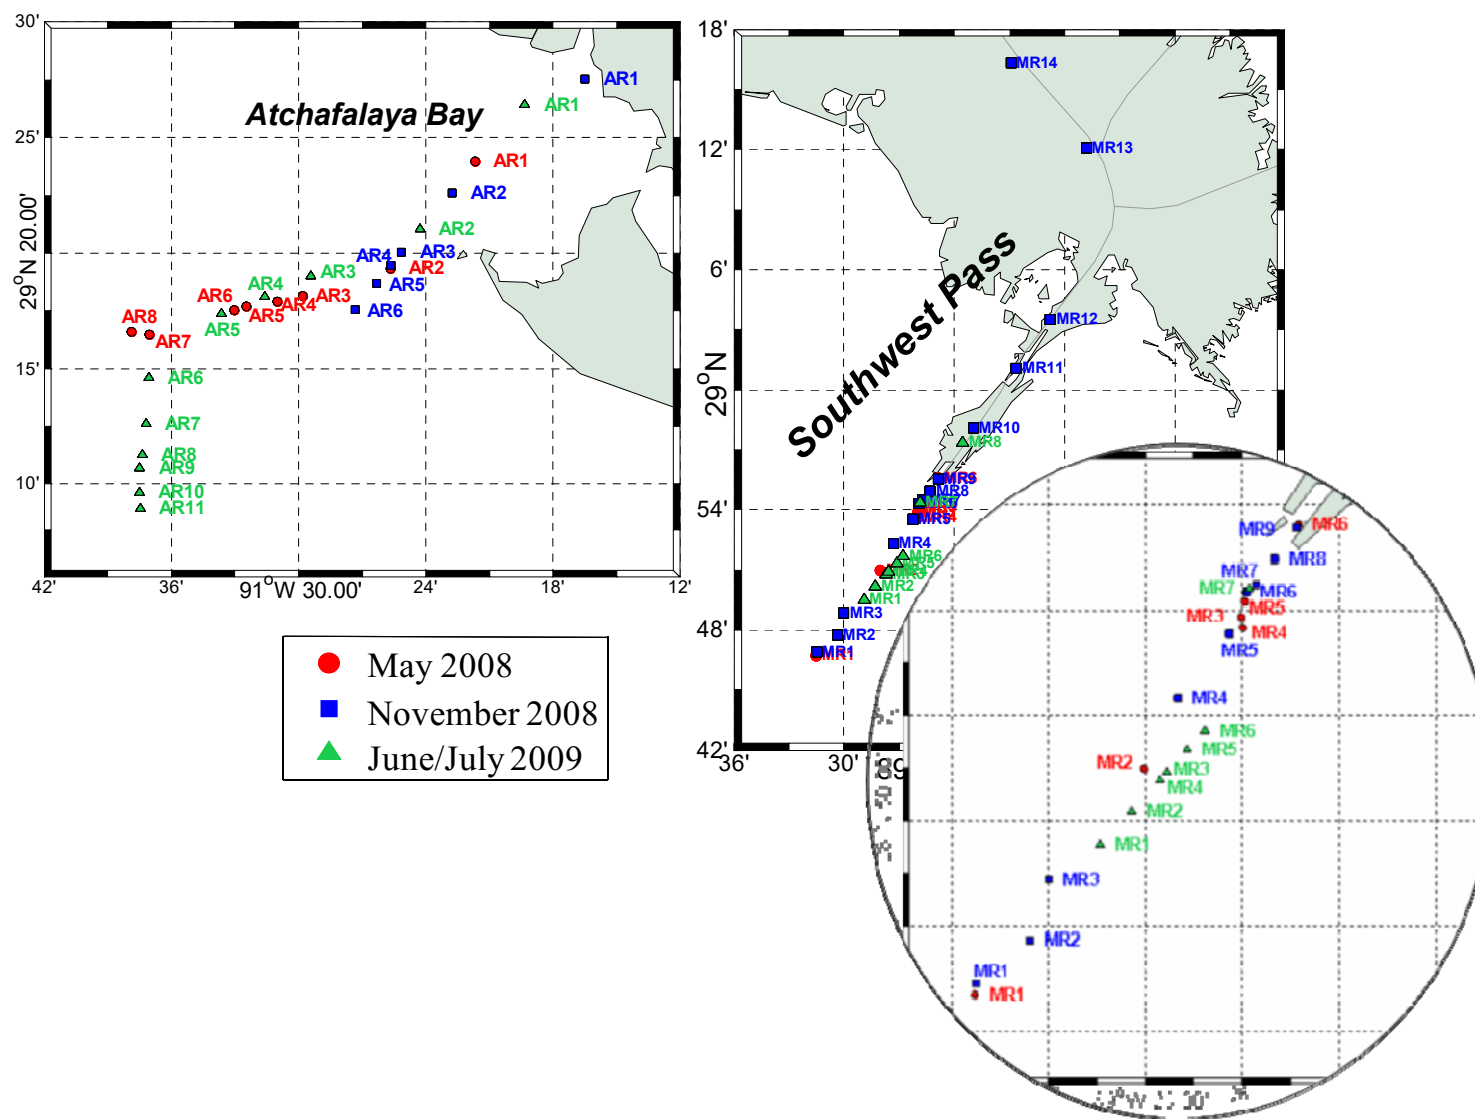 30'
25'
29°N 20.00'
15'
10'
42'
36'
91°W 30.00'
24'
18'
12'
Atchafalaya Bay
AR1
AR1
AR1
AR2
AR2
AR3
AR4
AR2
AR3
AR5
AR4
AR3
AR6
AR4
AR6
AR5
AR5
AR8
AR7
AR6
AR7
AR8
AR9
AR10
AR11
May 2008
November 2008
June/July 2009
18'
12'
6'
29°N
54'
48'
42'
36'
30'
Southwest Pass
MR14
MR13
MR12
MR11
MR10
MR8
MR8
MR7
MR5
MR4
MR6
MR5
MR3
MR2
MR1
MR3
MR2
MR1
MR9
MR6
MR8
MR7
MR7
MR6
MR5
MR3
MR4
MR5
MR4
MR6
MR5
MR2
MR3
MR4
MR2
MR1
MR3
MR2
MR1
MR1